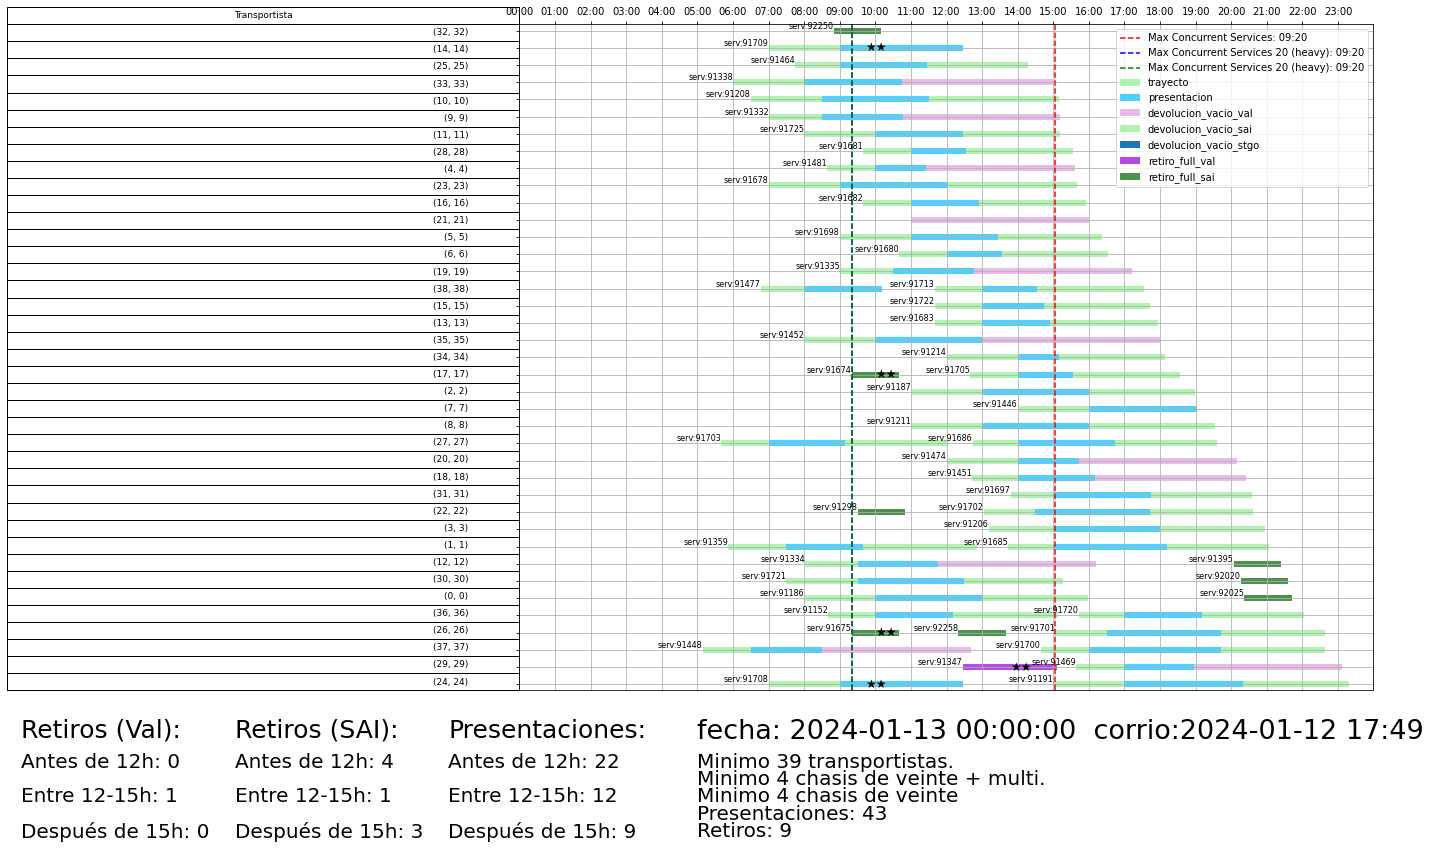 Transportista
00:00 01:00 02:00 03:00 04:00 05:00 06:00 07:00 08:00 09:00 10:00 11:00 12:00 13:00 14:00 15:00 16:00 17:00 18:00 19:00 20:00 21:00 22:00 23:00
(32, 32) serv:92250
(14, 14) serv:91709
(25, 25) serv:91464
(33, 33) serv:91338
(10, 10) serv:91208
(9, 9) serv:91332
(11, 11) serv:91725
(28, 28) serv:91681
(4, 4) serv:91481
(23, 23) serv:91678
(16, 16) serv:91682
(21, 21)
(5, 5) serv:91698
(6, 6) serv:91680
(19, 19) serv:91335
(38, 38) serv:91477 serv:91713
(15, 15) serv:91722
(13, 13) serv:91683
(35, 35) serv:91452
(34, 34) serv:91214
(17, 17) serv:91674 serv:91705
(2, 2) serv:91187
(7, 7) serv:91446
(8, 8) serv:91211
(27, 27) serv:91703 serv:91686
(20, 20) serv:91474
(18, 18) serv:91451
(31, 31) serv:91697
(22, 22) serv:91298 serv:91702
(3, 3) serv:91206
(1, 1) serv:91359 serv:91685
(12, 12) serv:91334 serv:91395
(30, 30) serv:91721 serv:92020
(0, 0) serv:91186 serv:92025
(36, 36) serv:91152 serv:91720
(26, 26) serv:91675 serv:92258 serv:91701
(37, 37) serv:91448 serv:91700
(29, 29) serv:91347 serv:91469
(24, 24) serv:91708 serv:91191
Max Concurrent Services: 09:20
Max Concurrent Services 20 (heavy): 09:20
Max Concurrent Services 20 (heavy): 09:20
trayecto
presentacion
devolucion_vacio_val
devolucion_vacio_sai
devolucion_vacio_stgo
retiro_full_val
retiro_full_sai
Retiros (Val):
Antes de 12h: 0
Entre 12-15h: 1
Después de 15h: 0
Retiros (SAI):
Antes de 12h: 4
Entre 12-15h: 1
Después de 15h: 3
Presentaciones:
Antes de 12h: 22
Entre 12-15h: 12
Después de 15h: 9
fecha: 2024-01-13 00:00:00 corrio:2024-01-12 17:49
Minimo 39 transportistas.
Minimo 4 chasis de veinte + multi.
Minimo 4 chasis de veinte
Presentaciones: 43
Retiros: 9